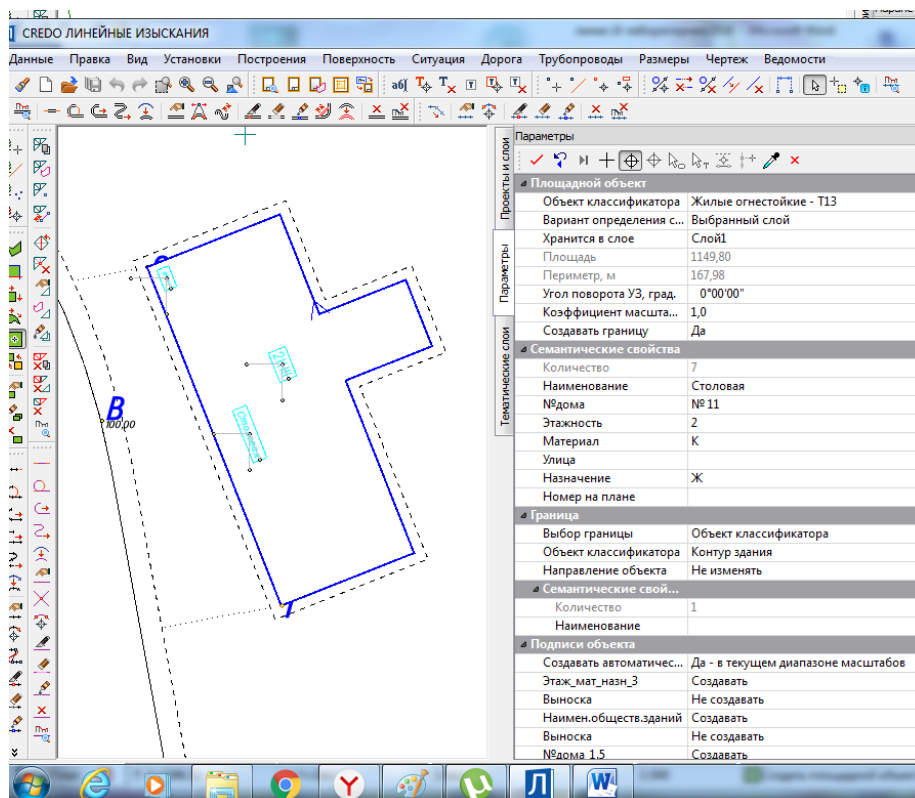 CREDO ЛИНЕЙНЫЕ ИЗЫСКАНИЯ
Данные Правка Вид Установки Построения Поверхность Ситуация Дорога Трубопроводы Размеры Чертеж Ведомости
Параметры
Проекты и слои
Параметры
Тематические слои
Площадной объект
Объект классификатора Жилые огнестойкие - Т13
Вариант определения с... Выбранный слой
Хранится в слое Слой1
Площадь 1149,80
Периметр, м 167,98
Угол поворота УЗ, град. 0°00'00"
Коэффициент масшта... 1,0
Создавать границу Да
Семантические свойства
Количество 7
Наименование Столовая
№дома №11
Этажность 2
Материал К
Улица
Назначение Ж
Номер на плане
Граница
Выбор границы Объект классификатора
Объект классификатора Контур здания
Направление объекта Не изменять
Семантические свой...
Количество 1
Наименование
Подписи объекта
Создавать автоматичес... Да - в текущем диапазоне масштабов
Этаж_мат_назн_3 Создавать
Выноска Не создавать
Наимен.обществ.зданий Создавать
Выноска Не создавать
№дома 1,5 Создавать
В
100,00